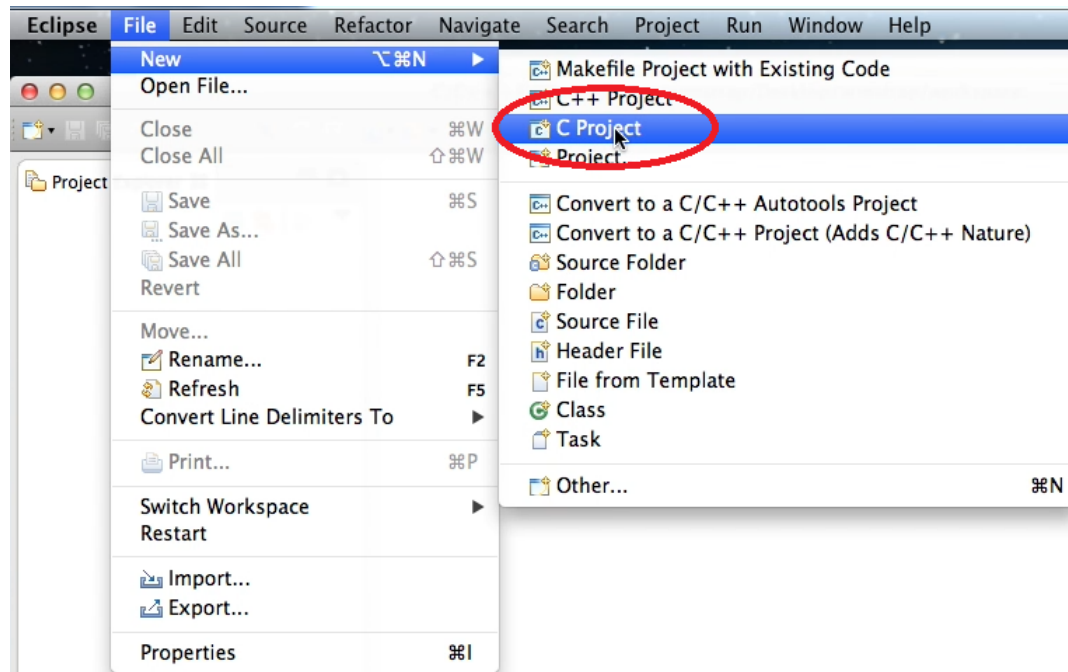 Eclipse File Edit Source Refactor Navigate Search Project Run Window Help
New ⌥⌘N ▶
Open File...
Close ⌘W
Close All ⇧⌘W
Save ⌘S
Save As...
Save All ⇧⌘S
Revert
Move...
Rename... F2
Refresh F5
Convert Line Delimiters To ▶
Print... ⌘P
Switch Workspace ▶
Restart
Import...
Export...
Properties ⌘I
Makefile Project with Existing Code
C++ Project
C Project
Project...
Convert to a C/C++ Autotools Project
Convert to a C/C++ Project (Adds C/C++ Nature)
Source Folder
Folder
Source File
Header File
File from Template
Class
Task
Other... ⌘N
Project